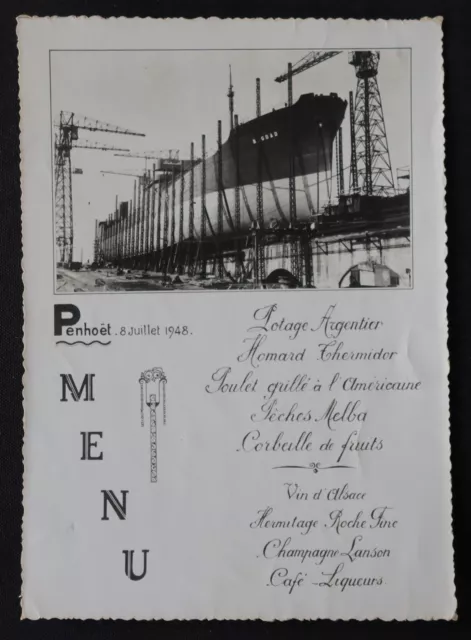 Penhoët. 8 Juillet 1948.
MENU
Potage Argentier
Homard Thermidor
Poulet grillé à l'Américaine
Pêches Melba
Corbeille de fruits
Vin d'Alsace
Hermitage Roche Fine
Champagne Lanson
Café - Liqueurs